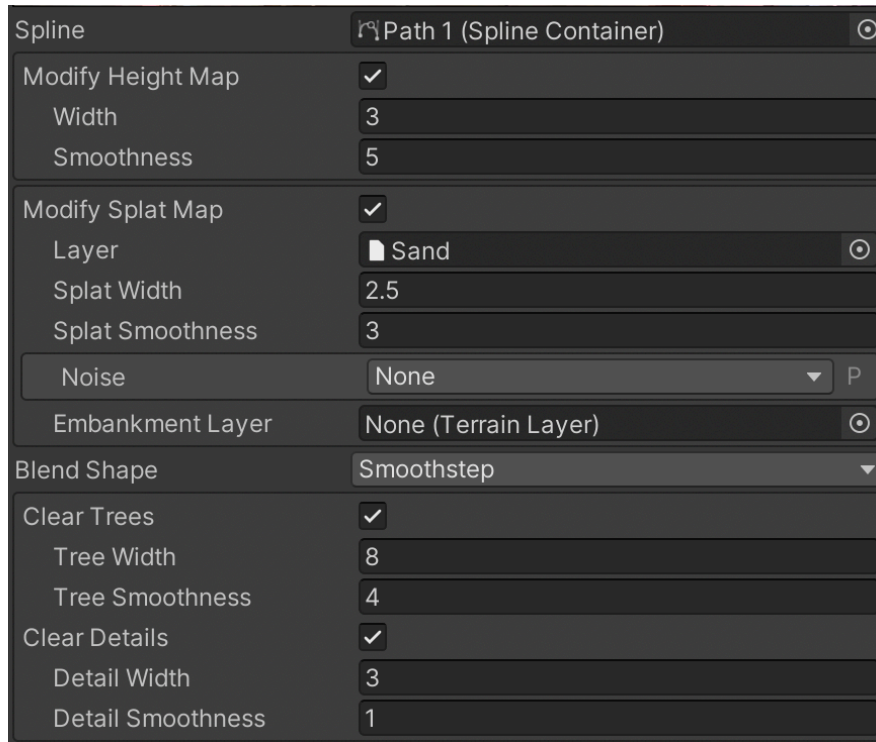 Spline Path 1 (Spline Container)
Modify Height Map
Width 3
Smoothness 5
Modify Splat Map
Layer Sand
Splat Width 2.5
Splat Smoothness 3
Noise None P
Embankment Layer None (Terrain Layer)
Blend Shape Smoothstep
Clear Trees
Tree Width 8
Tree Smoothness 4
Clear Details
Detail Width 3
Detail Smoothness 1